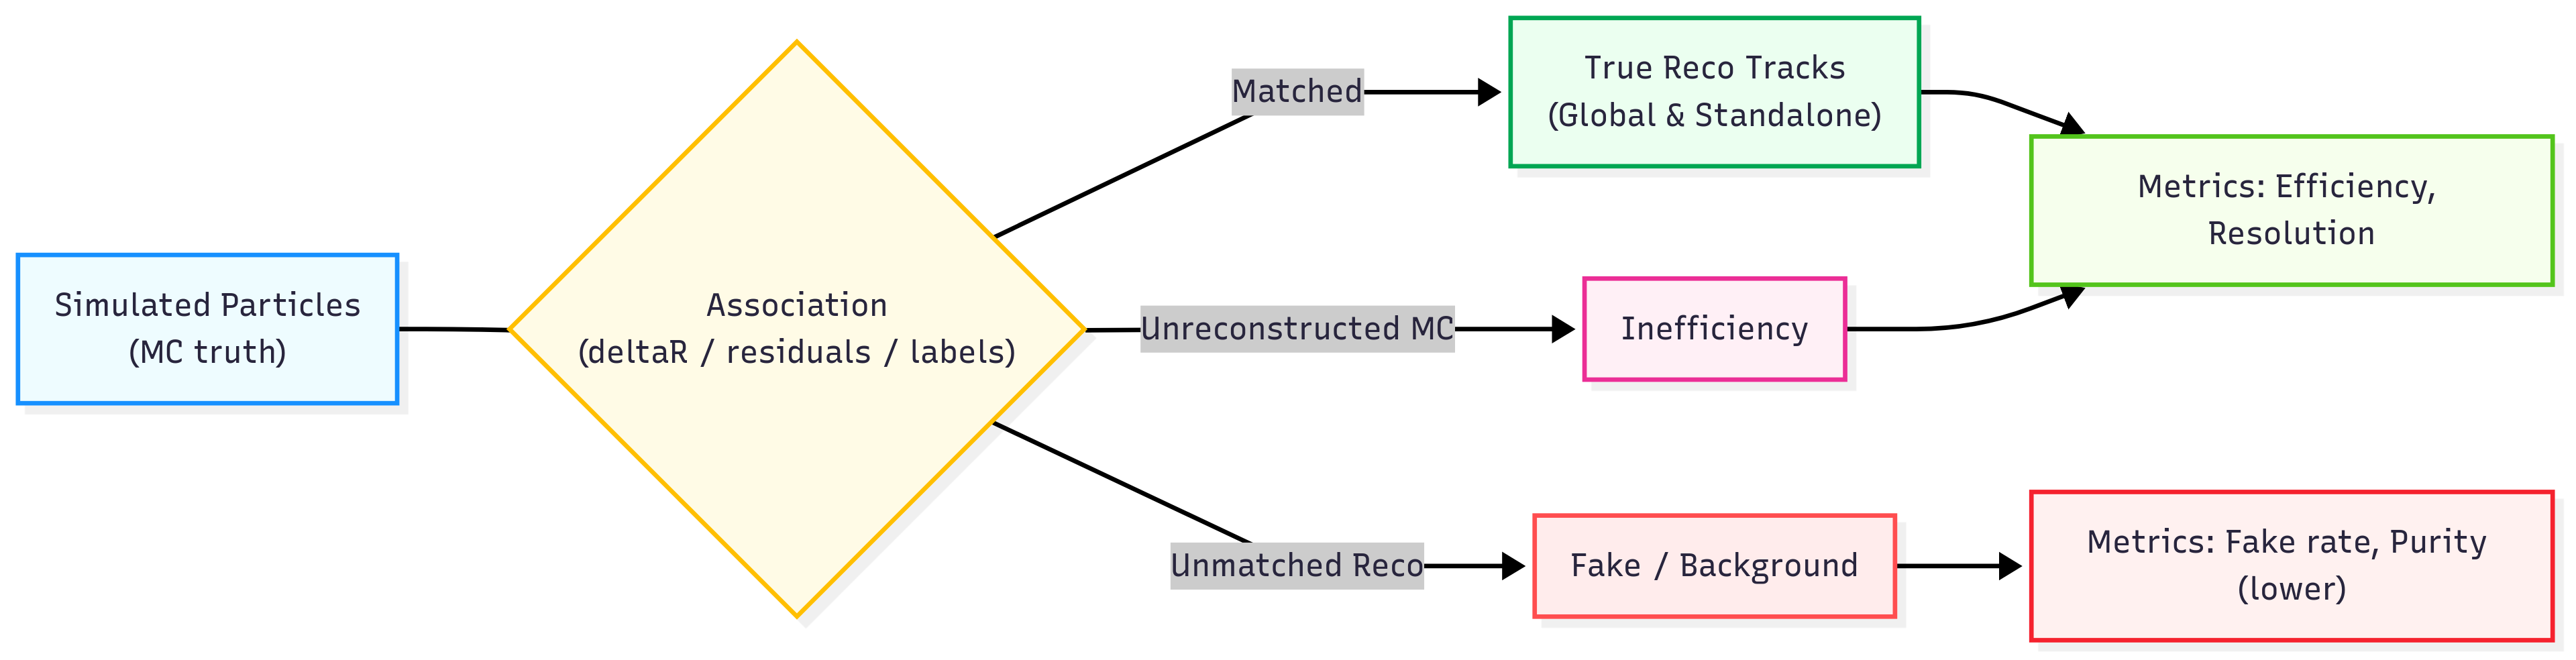 Simulated Particles
(MC truth)
Association
(deltaR / residuals / labels)
Matched
Unreconstructed MC
Unmatched Reco
True Reco Tracks
(Global & Standalone)
Inefficiency
Fake / Background
Metrics: Efficiency,
Resolution
Metrics: Fake rate, Purity
(lower)